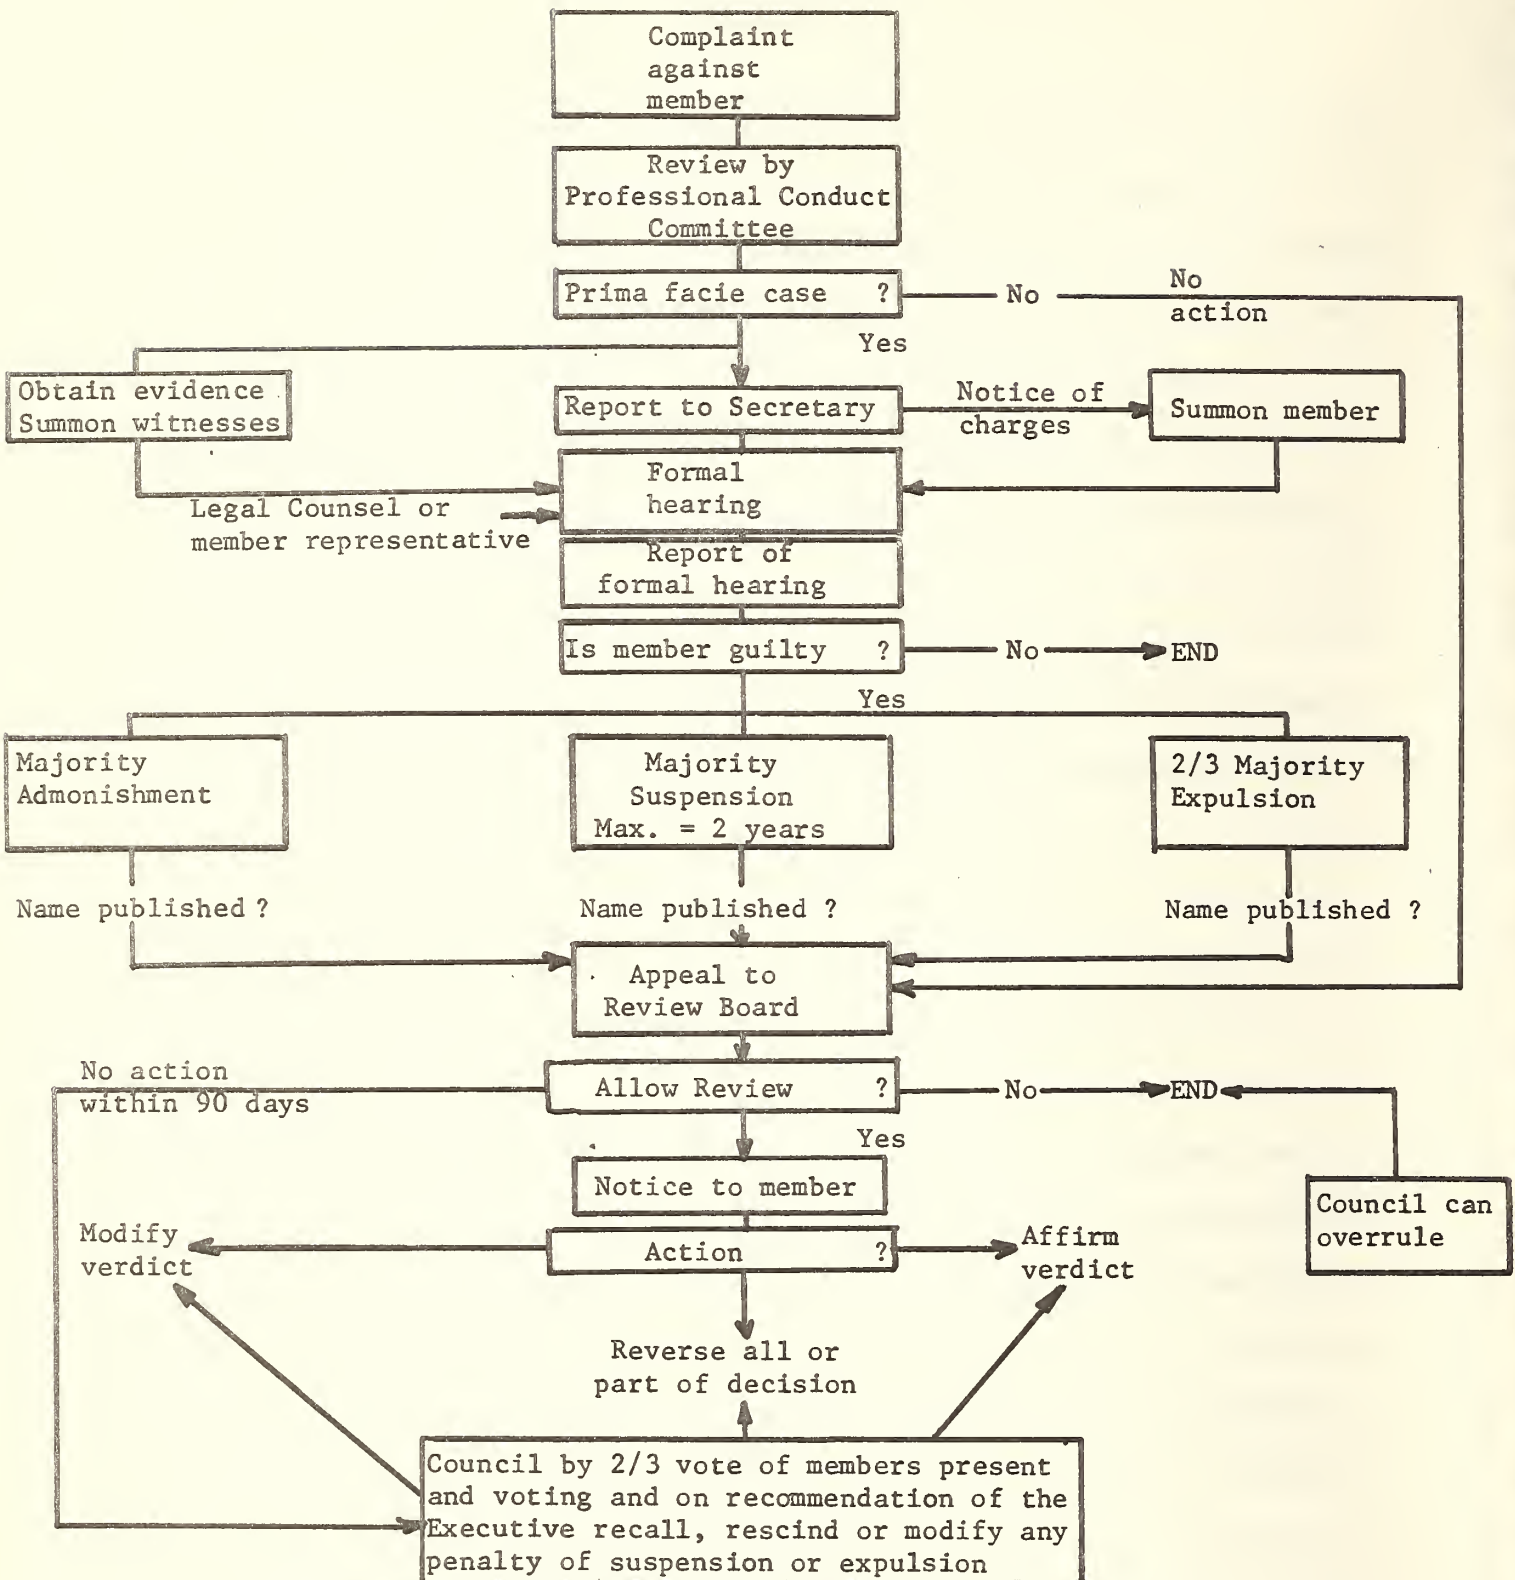 Complaint
against
member
Review by
Professional Conduct
Committee
Prima facie case ?
No
No
action
Yes
Obtain evidence
Summon witnesses
Report to Secretary
Notice of
charges
Summon member
Formal
hearing
Legal Counsel or
member representative
Report of
formal hearing
Is member guilty ?
No
END
Yes
Majority
Admonishment
Majority
Suspension
Max. = 2 years
2/3 Majority
Expulsion
Name published ?
Name published ?
Name published ?
Appeal to
Review Board
No action
within 90 days
Allow Review ?
No
END
Yes
Notice to member
Council can
overrule
Modify
verdict
Action ?
Affirm
verdict
Reverse all or
part of decision
Council by 2/3 vote of members present
and voting and on recommendation of the
Executive recall, rescind or modify any
penalty of suspension or expulsion